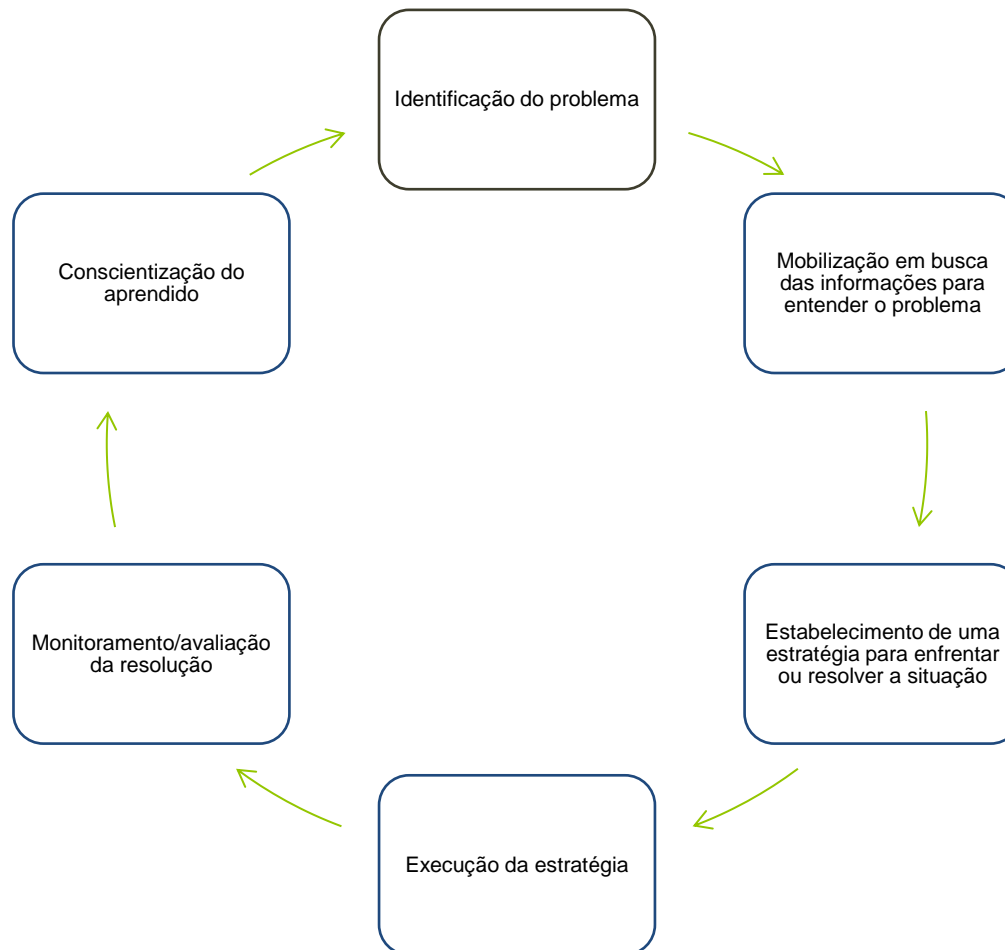 Identificação do problema
Mobilização em busca
das informações para
entender o problema
Estabelecimento de uma
estratégia para enfrentar
ou resolver a situação
Execução da estratégia
Monitoramento/avaliação
da resolução
Conscientização do
aprendido